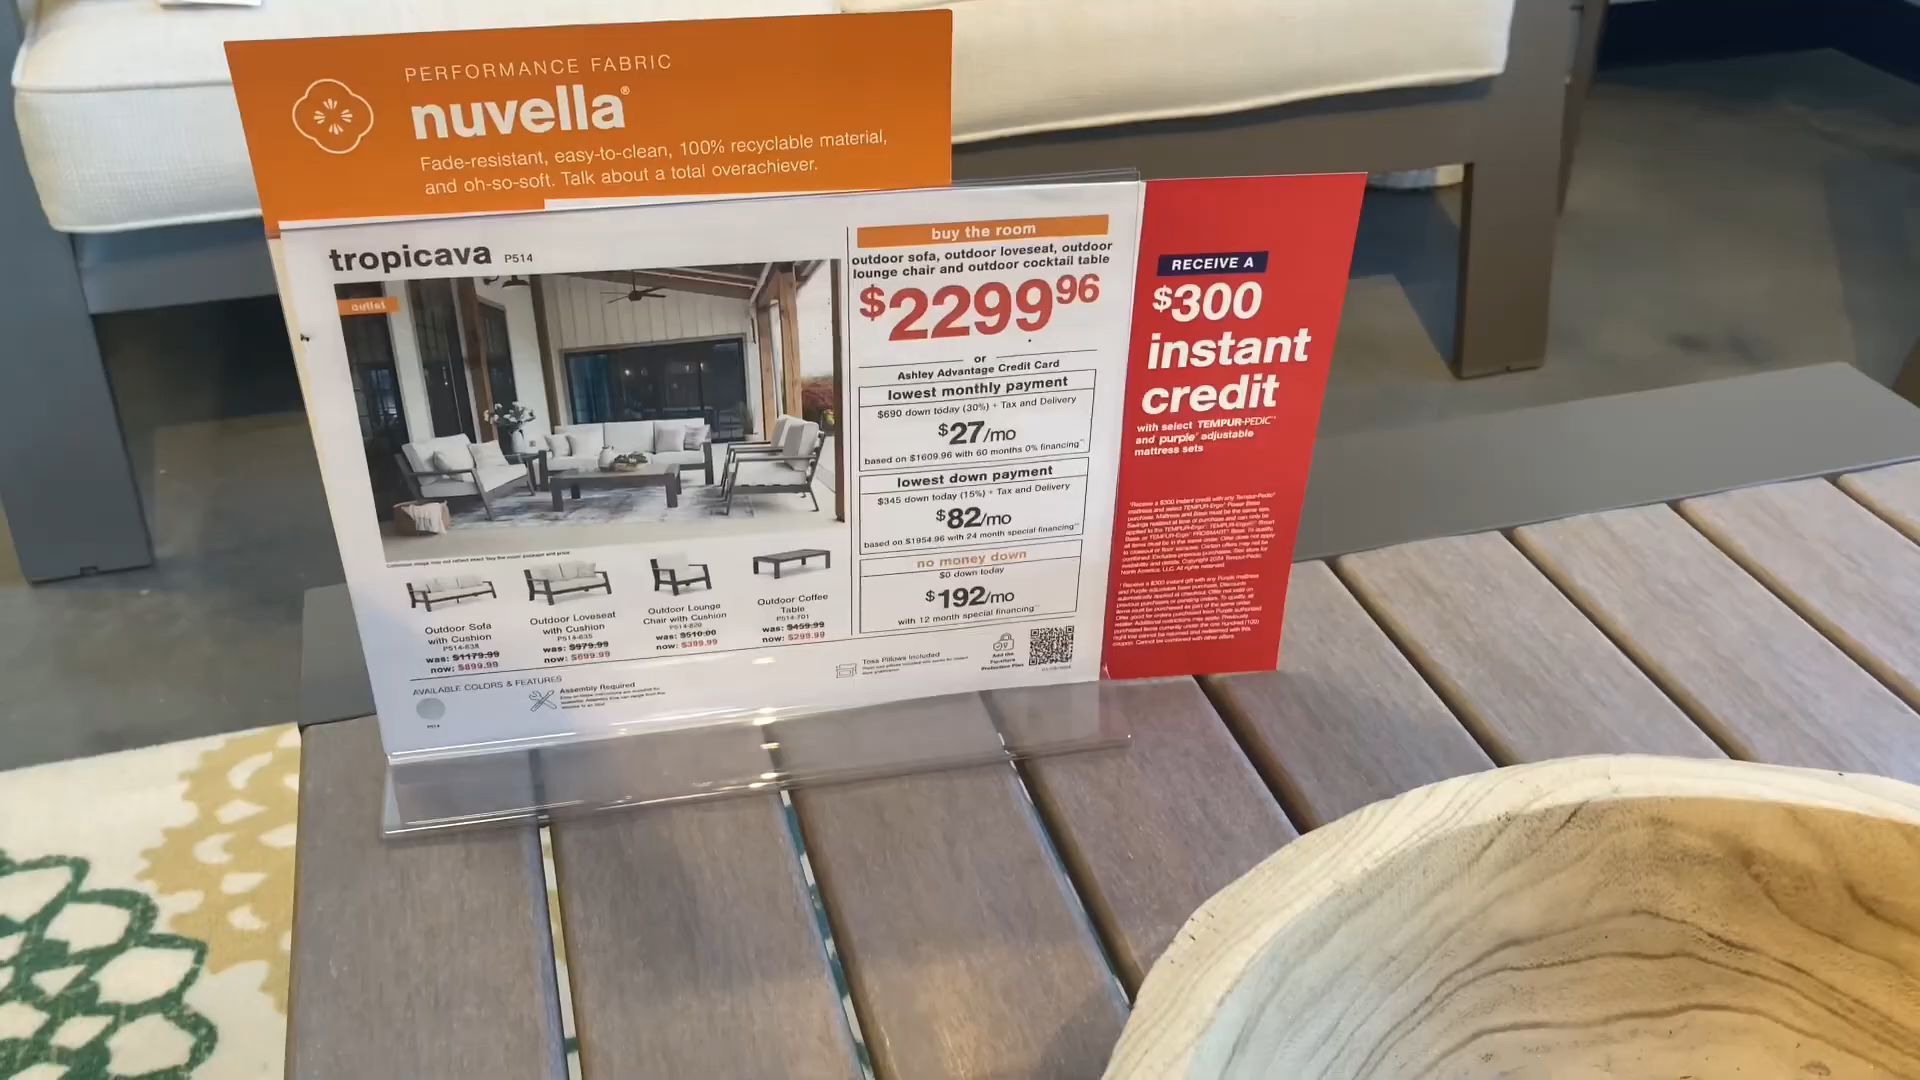 PERFORMANCE FABRIC
nuvella®
Fade-resistant, easy-to-clean, 100% recyclable material,
and oh-so-soft. Talk about a total overachiever.
tropicava P514
outlet
buy the room
outdoor sofa, outdoor loveseat, outdoor
lounge chair and outdoor cocktail table
$2299.96
or
Ashley Advantage Credit Card
lowest monthly payment
$690 down today (30%) + Tax and Delivery
$27/mo
based on $1609.96 with 60 months 0% financing
lowest down payment
$345 down today (15%) + Tax and Delivery
$82/mo
based on $1954.96 with 24 month special financing
no money down
$0 down today
$192/mo
with 12 month special financing
Outdoor Sofa
with Cushion
P514-838
was: $1179.99
now: $899.99
Outdoor Loveseat
with Cushion
P514-835
was: $979.99
now: $699.99
Outdoor Lounge
Chair with Cushion
P514-820
was: $510.00
now: $399.99
Outdoor Coffee
Table
P514-701
was: $459.99
now: $299.99
AVAILABLE COLORS & FEATURES
P514
Assembly Required
Toss Pillows Included
Add the
Furniture
Protection Plan
RECEIVE A
$300
instant
credit
with select TEMPUR-PEDIC
and purple adjustable
mattress sets